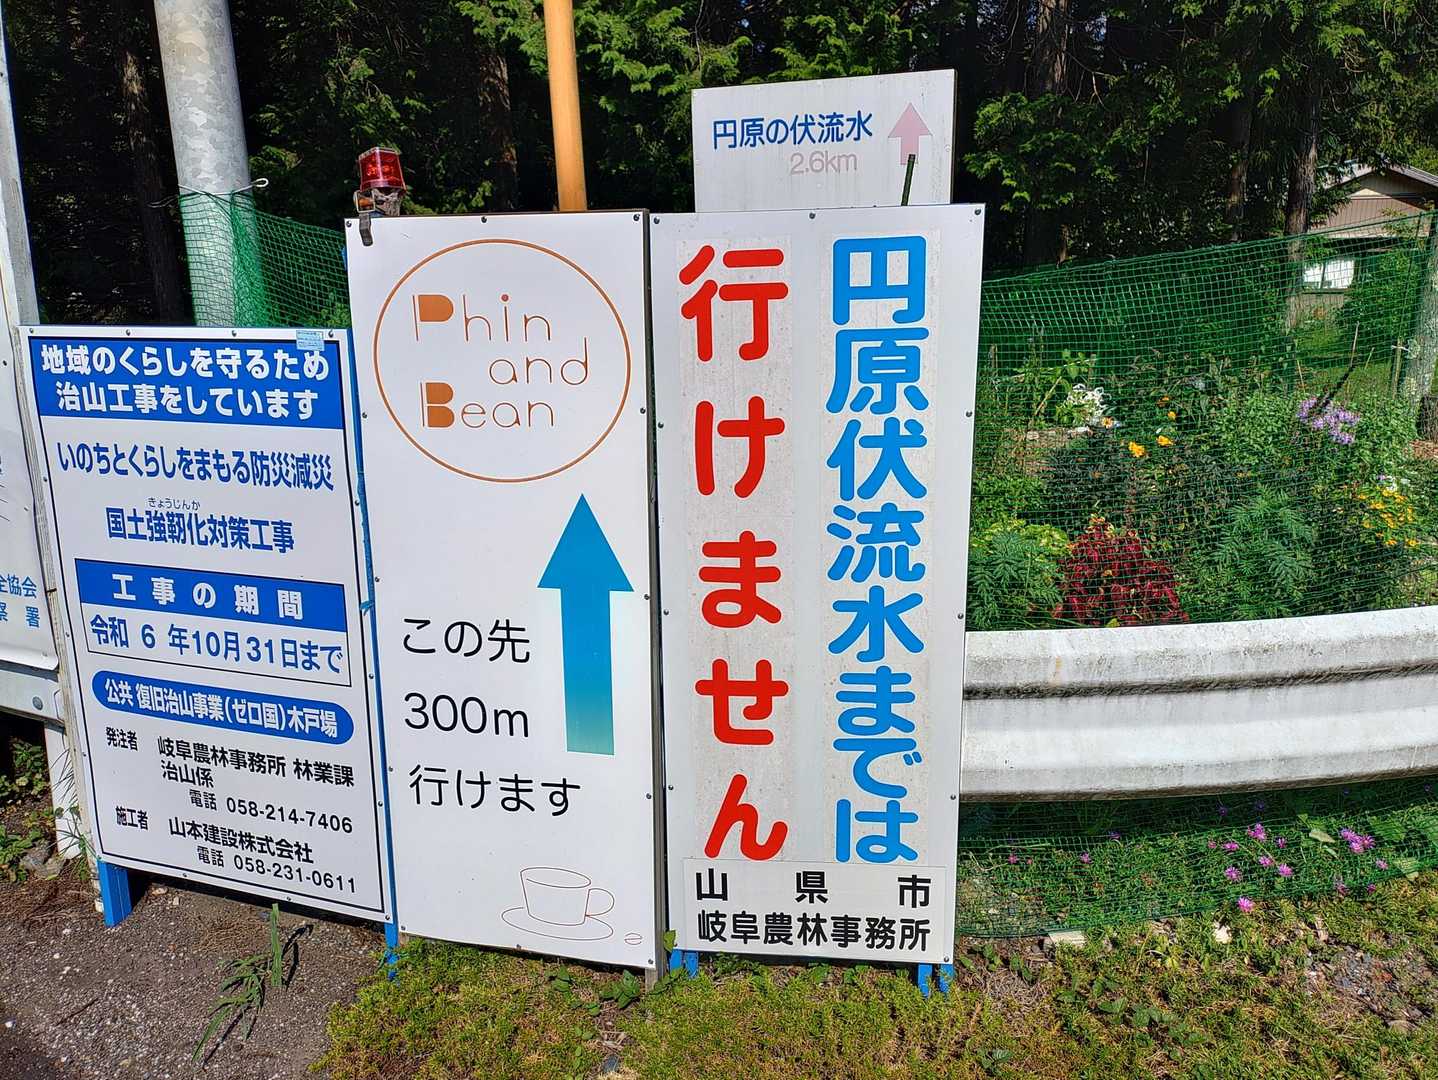 全協会
察署
地域のくらしを守るため
治山工事をしています
いのちとくらしをまもる防災減災
きょうじんか
国土強靭化対策工事
工事の期間
令和 6 年10月31日まで
公共 復旧治山事業(ゼロ国)木戸場
発注者 岐阜農林事務所 林業課
治山係
電話 058-214-7406
施工者 山本建設株式会社
電話 058-231-0611
Phin
and
Bean
この先
300m
行けます
円原の伏流水
2.6km
円原伏流水までは
行けません
山県市
岐阜農林事務所